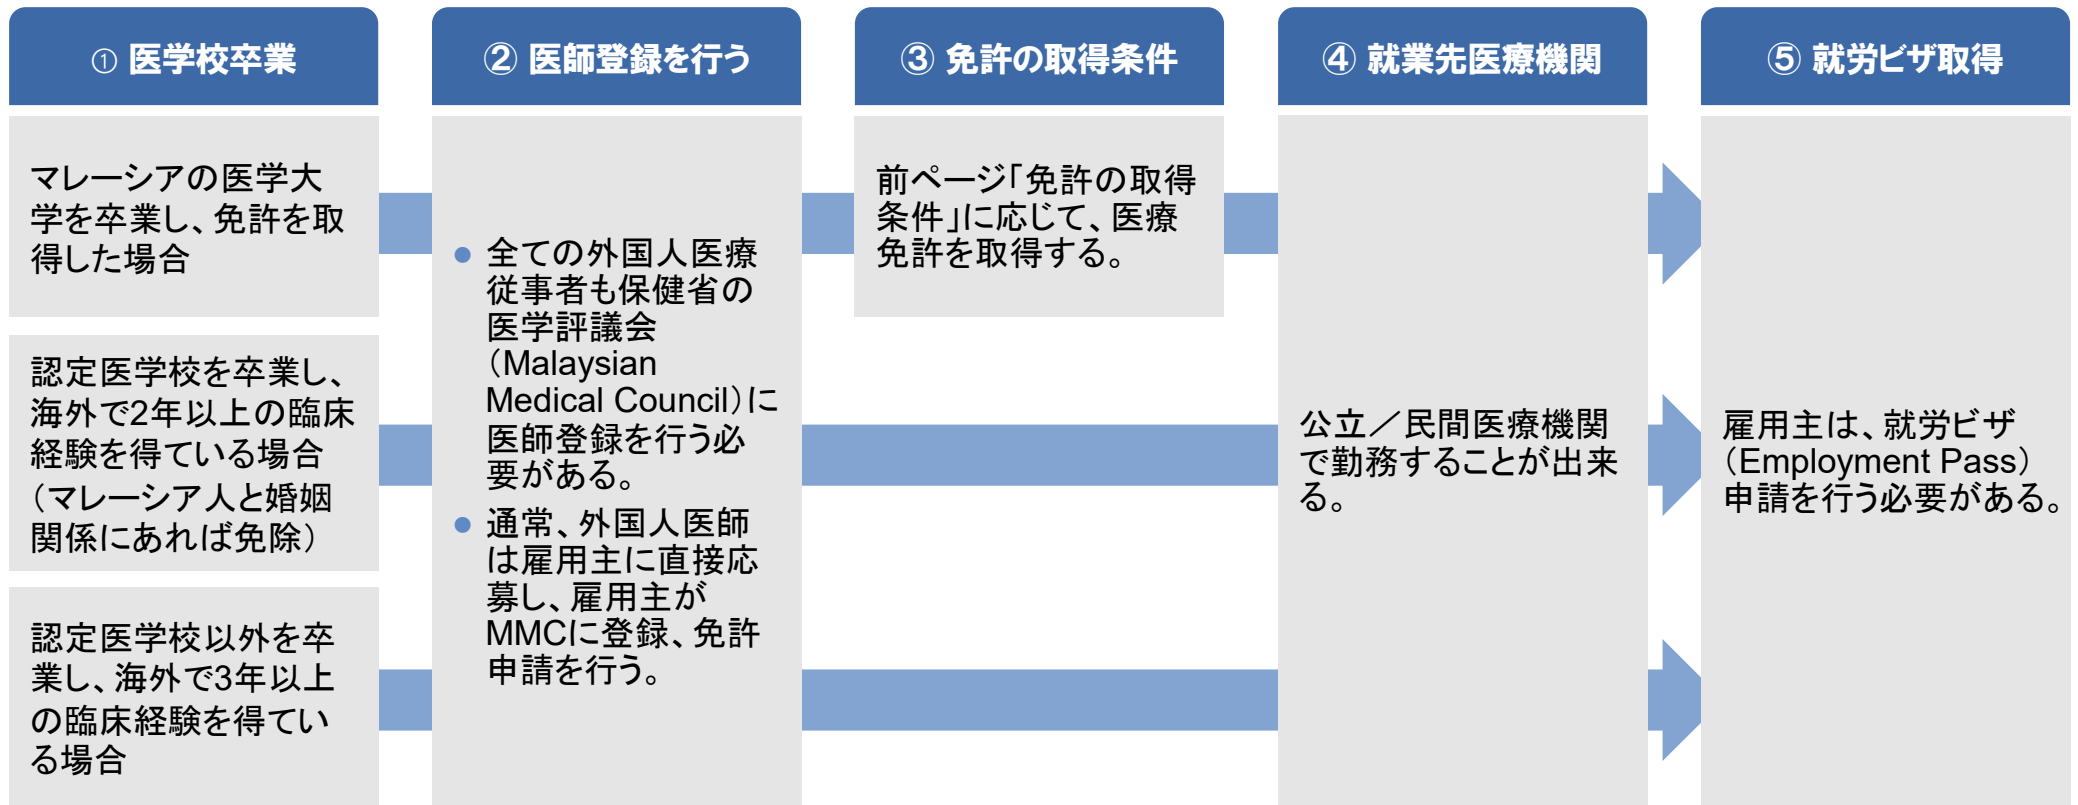 ① 医学校卒業
マレーシアの医学大
学を卒業し、免許を取
得した場合
認定医学校を卒業し、
海外で2年以上の臨床
経験を得ている場合
（マレーシア人と婚姻
関係にあれば免除）
認定医学校以外を卒
業し、海外で3年以上
の臨床経験を得てい
る場合
② 医師登録を行う
● 全ての外国人医療
従事者も保健省の
医学評議会
（Malaysian
Medical Council）に
医師登録を行う必
要がある。
● 通常、外国人医師
は雇用主に直接応
募し、雇用主が
MMCに登録、免許
申請を行う。
③ 免許の取得条件
前ページ「免許の取得
条件」に応じて、医療
免許を取得する。
④ 就業先医療機関
公立／民間医療機関
で勤務することが出来
る。
⑤ 就労ビザ取得
雇用主は、就労ビザ
（Employment Pass）
申請を行う必要がある。